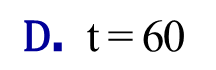 D. t = 60